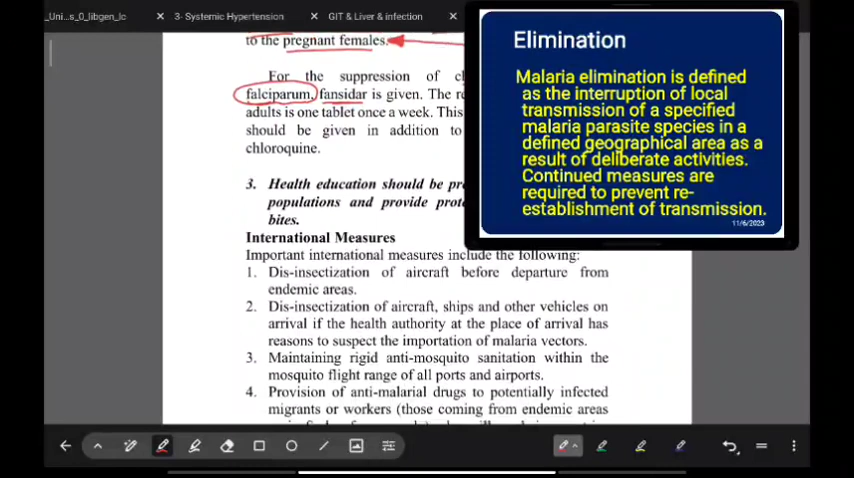 _Uni...s_0_libgen_lc
3- Systemic Hypertension
GIT & Liver & infection
to the pregnant females.
For the suppression of
falciparum, fansidar is given. The
adults is one tablet once a week. This
should be given in addition to
chloroquine.
3. Health education should be
populations and provide
bites.
International Measures
Important international measures include the following:
1. Dis-insectization of aircraft before departure from
endemic areas.
2. Dis-insectization of aircraft, ships and other vehicles on
arrival if the health authority at the place of arrival has
reasons to suspect the importation of malaria vectors.
3. Maintaining rigid anti-mosquito sanitation within the
mosquito flight range of all ports and airports.
4. Provision of anti-malarial drugs to potentially infected
migrants or workers (those coming from endemic areas
Elimination
Malaria elimination is defined
as the interruption of local
transmission of a specified
malaria parasite species in a
defined geographical area as a
result of deliberate activities.
Continued measures are
required to prevent re-
establishment of transmission.
11/6/2023